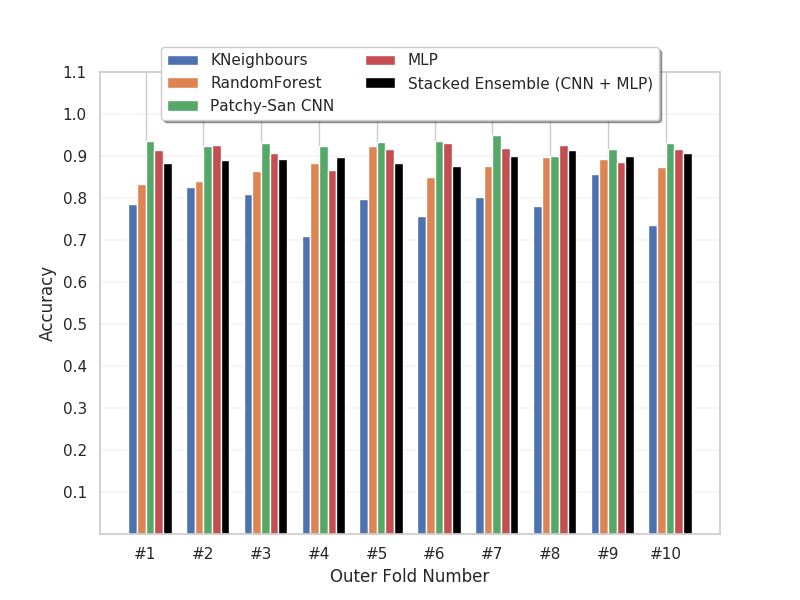 KNeighbours
RandomForest
Patchy-San CNN
MLP
Stacked Ensemble (CNN + MLP)
1.1
1.0
0.9
0.8
0.7
0.6
0.5
0.4
0.3
0.2
0.1
Accuracy
#1 #2 #3 #4 #5 #6 #7 #8 #9 #10
Outer Fold Number